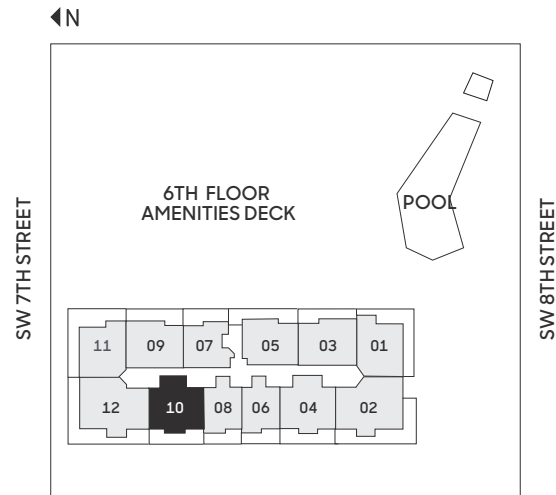 N
6TH FLOOR
AMENITIES DECK
POOL
SW 7TH STREET
SW 8TH STREET
11 09 07 05 03 01
12 10 08 06 04 02